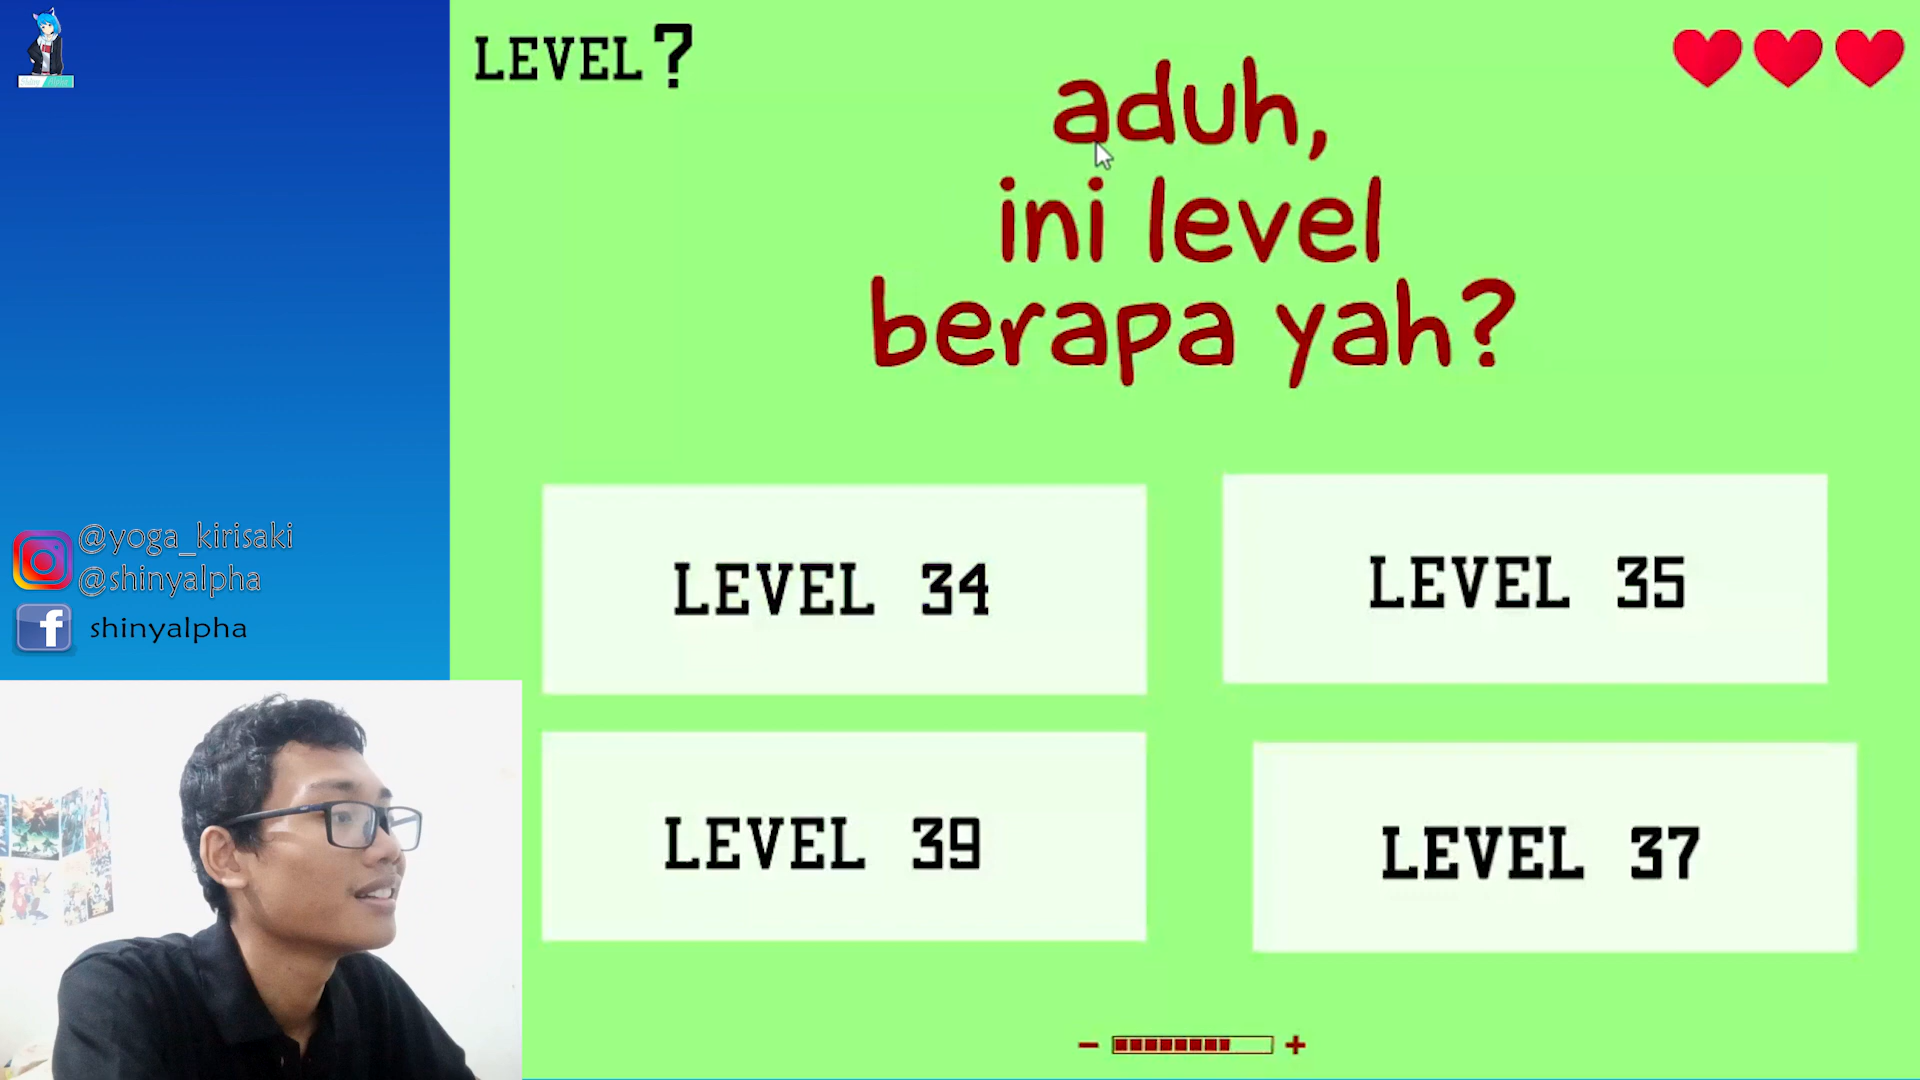 LEVEL?
aduh,
ini level
berapa yah?
LEVEL 34
LEVEL 35
LEVEL 39
LEVEL 37
- +
@yoga_kirisaki
@shinyalpha
f shinyalpha